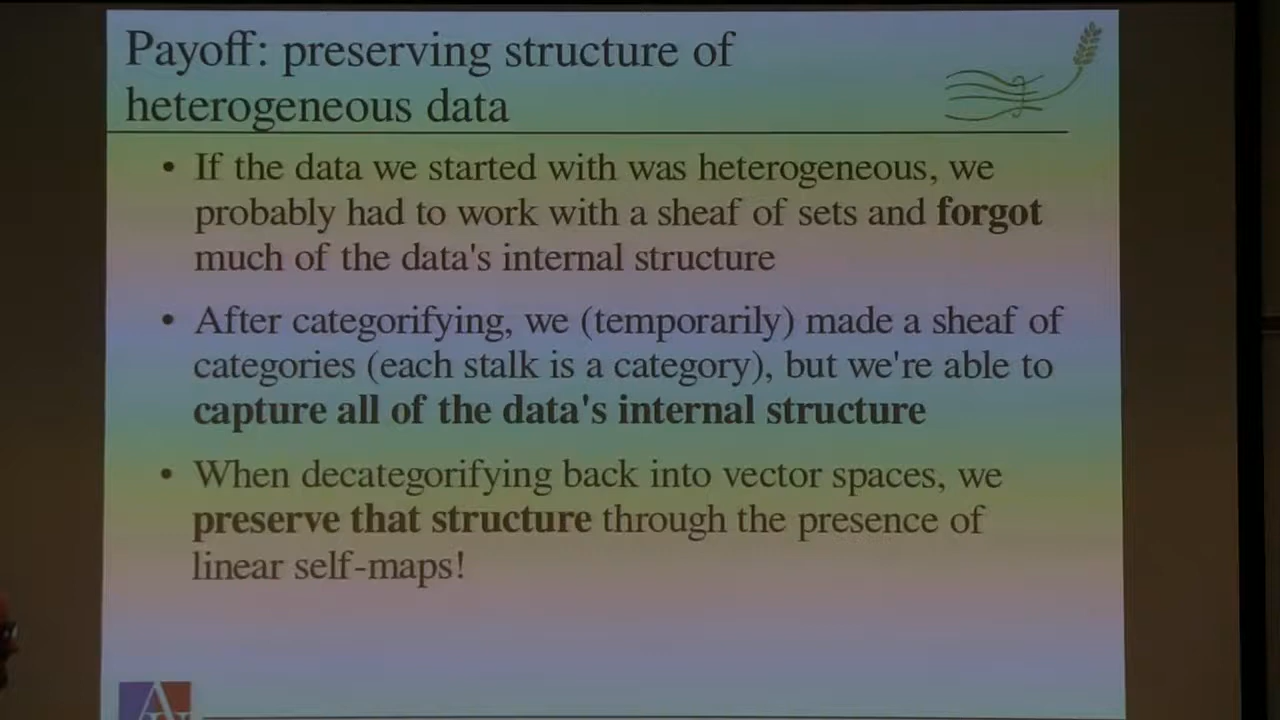 Payoff: preserving structure of
heterogeneous data
• If the data we started with was heterogeneous, we
probably had to work with a sheaf of sets and forgot
much of the data's internal structure
• After categorifying, we (temporarily) made a sheaf of
categories (each stalk is a category), but we're able to
capture all of the data's internal structure
• When decategorifying back into vector spaces, we
preserve that structure through the presence of
linear self-maps!